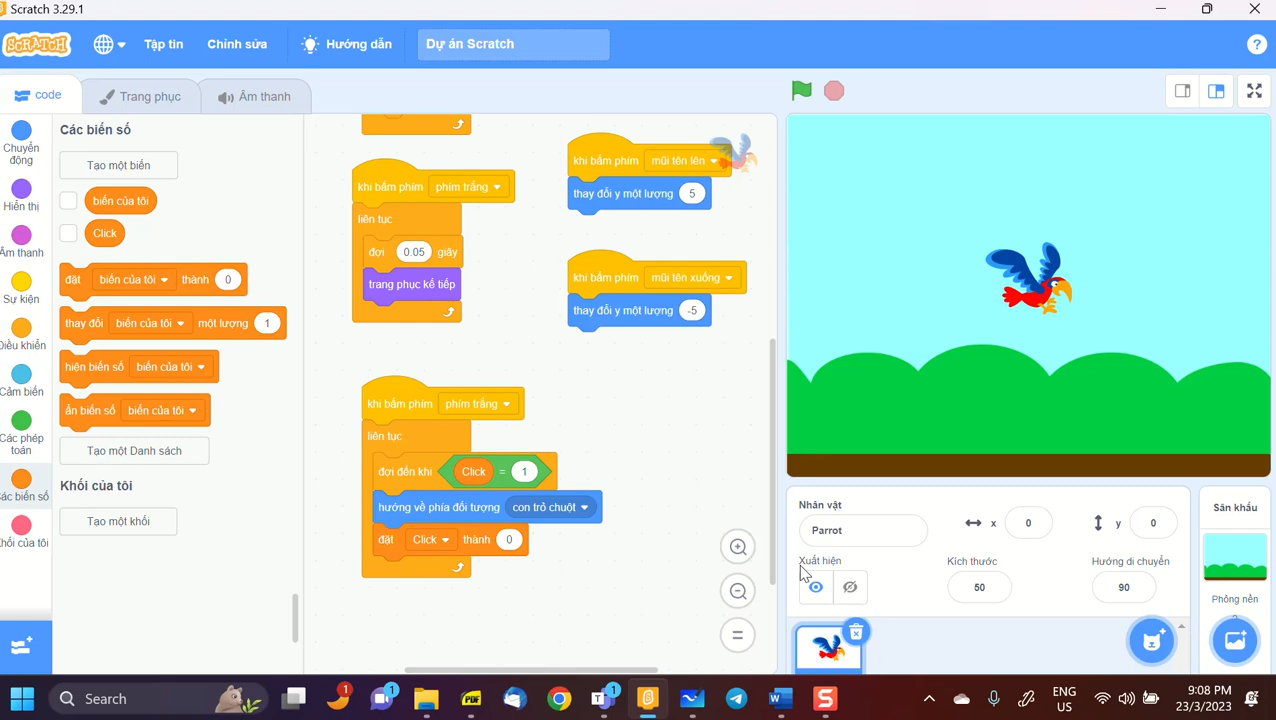 Scratch 3.29.1
SCRATCH
Tập tin
Chỉnh sửa
Hướng dẫn
Dự án Scratch
?
code
Trang phục
Âm thanh
Chuyển
động
Hiển thị
Âm thanh
Sự kiện
Điều khiển
Cảm biến
Các phép
toán
Các biến số
Khối của tôi
Các biến số
Tạo một biến
biến của tôi
Click
đặt biến của tôi thành 0
thay đổi biến của tôi một lượng 1
hiện biến số biến của tôi
ẩn biến số biến của tôi
Tạo một Danh sách
Khối của tôi
Tạo một khối
khi bấm phím phím trắng
liên tục
đợi 0.05 giây
trang phục kế tiếp
khi bấm phím mũi tên lên
thay đổi y một lượng 5
khi bấm phím mũi tên xuống
thay đổi y một lượng -5
khi bấm phím phím trắng
liên tục
đợi đến khi Click = 1
hướng về phía đối tượng con trỏ chuột
đặt Click thành 0
Nhân vật
Parrot
x 0
y 0
Xuất hiện
Kích thước
50
Hướng di chuyển
90
Sân khấu
Phông nền
Search
1
1
PDF
1
ENG
US
9:08 PM
23/3/2023